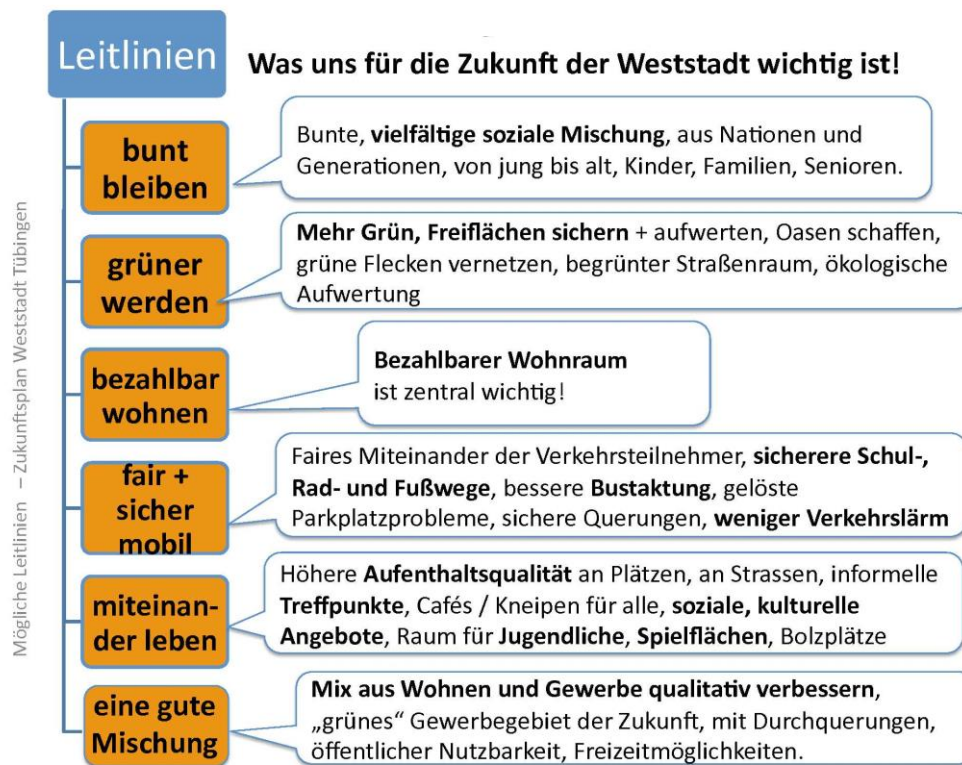 Leitlinien
Was uns für die Zukunft der Weststadt wichtig ist!
bunt
bleiben
Bunte, vielfältige soziale Mischung, aus Nationen und
Generationen, von jung bis alt, Kinder, Familien, Senioren.
grüner
werden
Mehr Grün, Freiflächen sichern + aufwerten, Oasen schaffen,
grüne Flecken vernetzen, begrünter Straßenraum, ökologische
Aufwertung
bezahlbar
wohnen
Bezahlbarer Wohnraum
ist zentral wichtig!
fair +
sicher
mobil
Faires Miteinander der Verkehrsteilnehmer, sicherere Schul-,
Rad- und Fußwege, bessere Bustaktung, gelöste
Parkplatzprobleme, sichere Querungen, weniger Verkehrslärm
miteinan-
der leben
Höhere Aufenthaltsqualität an Plätzen, an Strassen, informelle
Treffpunkte, Cafés / Kneipen für alle, soziale, kulturelle
Angebote, Raum für Jugendliche, Spielflächen, Bolzplätze
eine gute
Mischung
Mix aus Wohnen und Gewerbe qualitativ verbessern,
„grünes“ Gewerbegebiet der Zukunft, mit Durchquerungen,
öffentlicher Nutzbarkeit, Freizeitmöglichkeiten.
Mögliche Leitlinien – Zukunftsplan Weststadt Tübingen